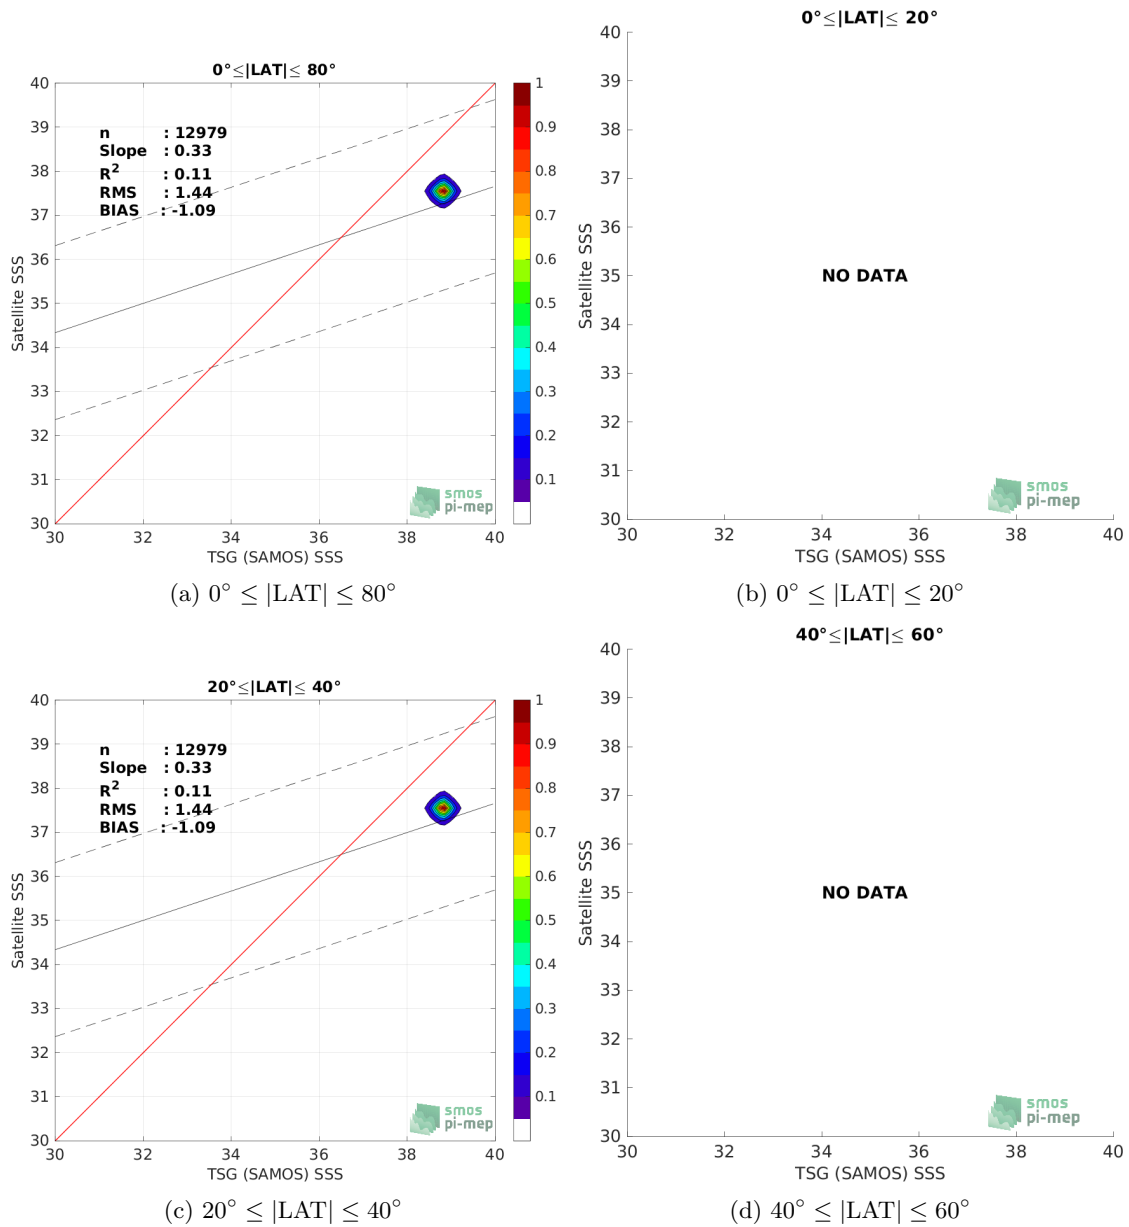 0°≤|LAT|≤ 80°
40
39
38
37
36
35
34
33
32
31
30
Satellite SSS
n : 12979
Slope : 0.33
R² : 0.11
RMS : 1.44
BIAS : -1.09
smos
pi-mep
30 32 34 36 38 40
TSG (SAMOS) SSS
1
0.9
0.8
0.7
0.6
0.5
0.4
0.3
0.2
0.1
(a) 0° ≤ |LAT| ≤ 80°
0°≤|LAT|≤ 20°
40
39
38
37
36
35
34
33
32
31
30
Satellite SSS
NO DATA
smos
pi-mep
30 32 34 36 38 40
TSG (SAMOS) SSS
(b) 0° ≤ |LAT| ≤ 20°
20°≤|LAT|≤ 40°
40
39
38
37
36
35
34
33
32
31
30
Satellite SSS
n : 12979
Slope : 0.33
R² : 0.11
RMS : 1.44
BIAS : -1.09
smos
pi-mep
30 32 34 36 38 40
TSG (SAMOS) SSS
1
0.9
0.8
0.7
0.6
0.5
0.4
0.3
0.2
0.1
(c) 20° ≤ |LAT| ≤ 40°
40°≤|LAT|≤ 60°
40
39
38
37
36
35
34
33
32
31
30
Satellite SSS
NO DATA
smos
pi-mep
30 32 34 36 38 40
TSG (SAMOS) SSS
(d) 40° ≤ |LAT| ≤ 60°